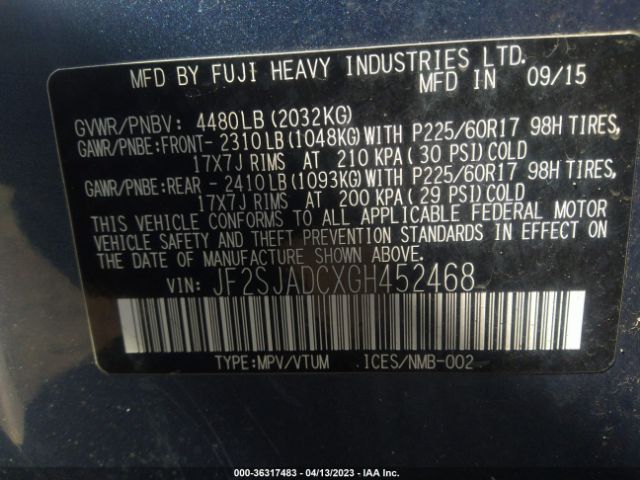 MFD BY FUJI HEAVY INDUSTRIES LTD.
MFD IN 09/15
GVWR/PNBV: 4480LB (2032KG)
GAWR/PNBE:FRONT- 2310LB(1048KG)WITH P225/60R17 98H TIRES,
17X7J RIMS AT 210 KPA( 30 PSI)COLD
GAWR/PNBE:REAR - 2410LB(1093KG)WITH P225/60R17 98H TIRES,
17X7J RIMS AT 200 KPA( 29 PSI)COLD
THIS VEHICLE CONFORMS TO ALL APPLICABLE FEDERAL MOTOR
VEHICLE SAFETY AND THEFT PREVENTION STANDARDS IN EFFECT ON
THE DATE OF MANUFACTURE SHOWN ABOVE.
VIN: JF2SJADCXGH452468
TYPE:MPV/VTUM ICES/NMB-002
000-36317483 - 04/13/2023 - IAA Inc.